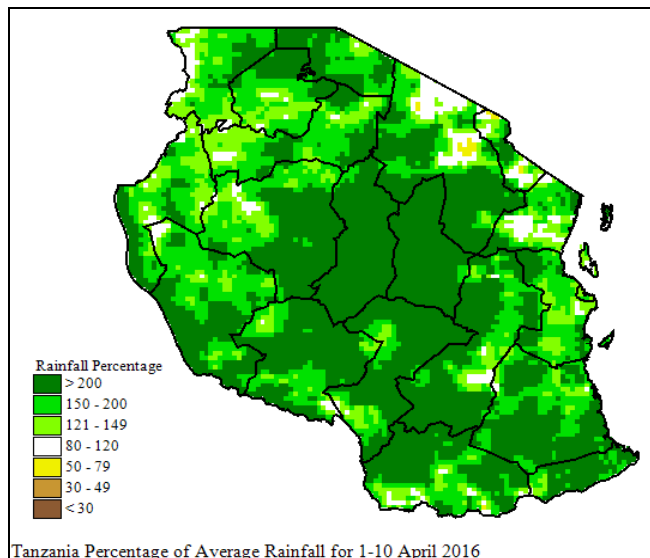 Rainfall Percentage
> 200
150 - 200
121 - 149
80 - 120
50 - 79
30 - 49
<30
Tanzania Percentage of Average Rainfall for 1-10 April 2016